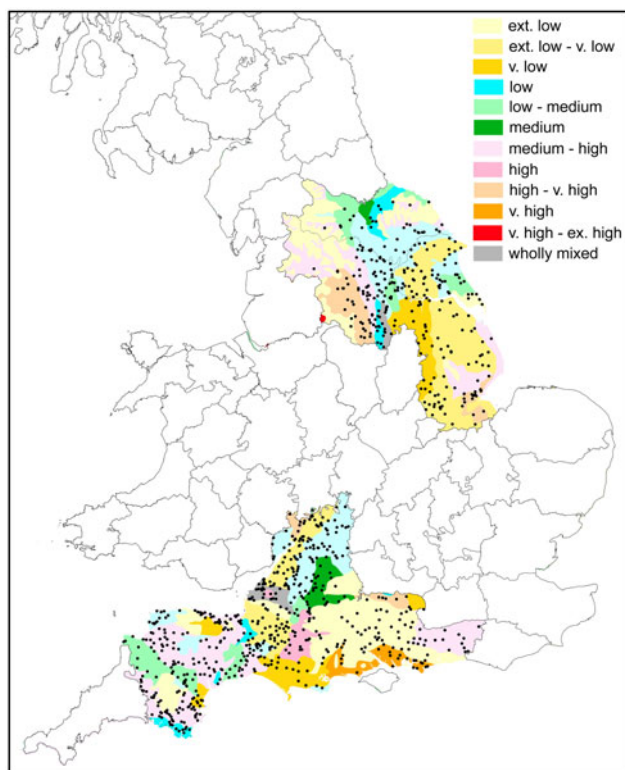 ext. low
ext. low - v. low
v. low
low
low - medium
medium
medium - high
high
high - v. high
v. high
v. high - ex. high
wholly mixed